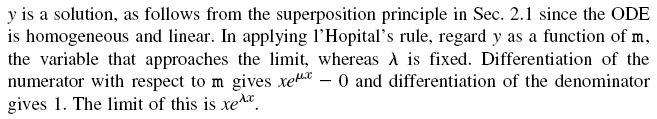 y is a solution, as follows from the superposition principle in Sec. 2.1 since the ODE
is homogeneous and linear. In applying l'Hopital's rule, regard y as a function of m,
the variable that approaches the limit, whereas λ is fixed. Differentiation of the
numerator with respect to m gives xe^{μx} − 0 and differentiation of the denominator
gives 1. The limit of this is xe^{λx}.